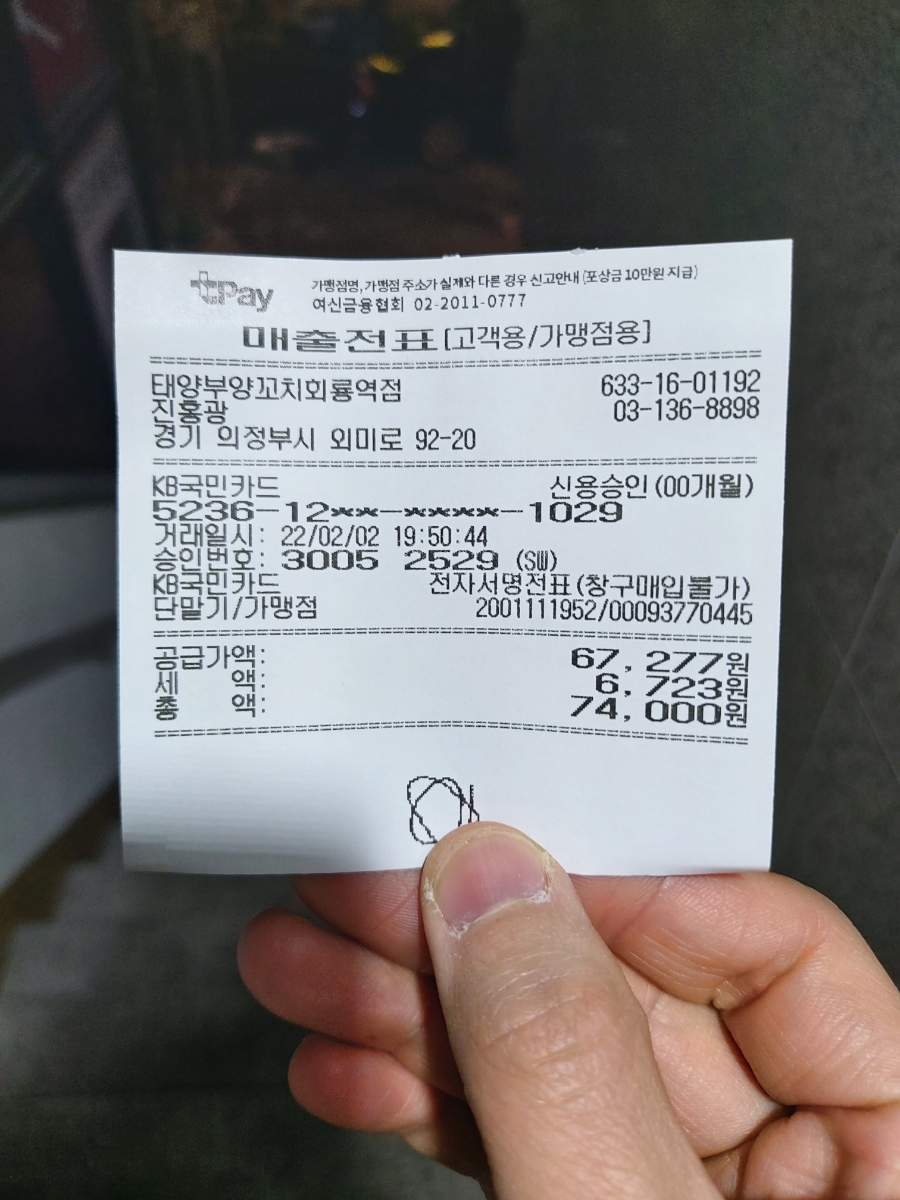 tPay 가맹점명, 가맹점 주소가 실제와 다른 경우 신고안내 (포상금 10만원 지급)
여신금융협회 02-2011-0777
매출전표 [고객용/가맹점용]
태양부양꼬치회룡역점 633-16-01192
진홍광 03-136-8898
경기 의정부시 외미로 92-20
KB국민카드 신용승인 (00개월)
5236-12**-****-1029
거래일시: 22/02/02 19:50:44
승인번호: 3005 2529 (SW)
KB국민카드 전자서명전표 (창구매입불가)
단말기/가맹점 2001111952/00093770445
공급가액: 67,277원
세 액: 6,723원
총 액: 74,000원